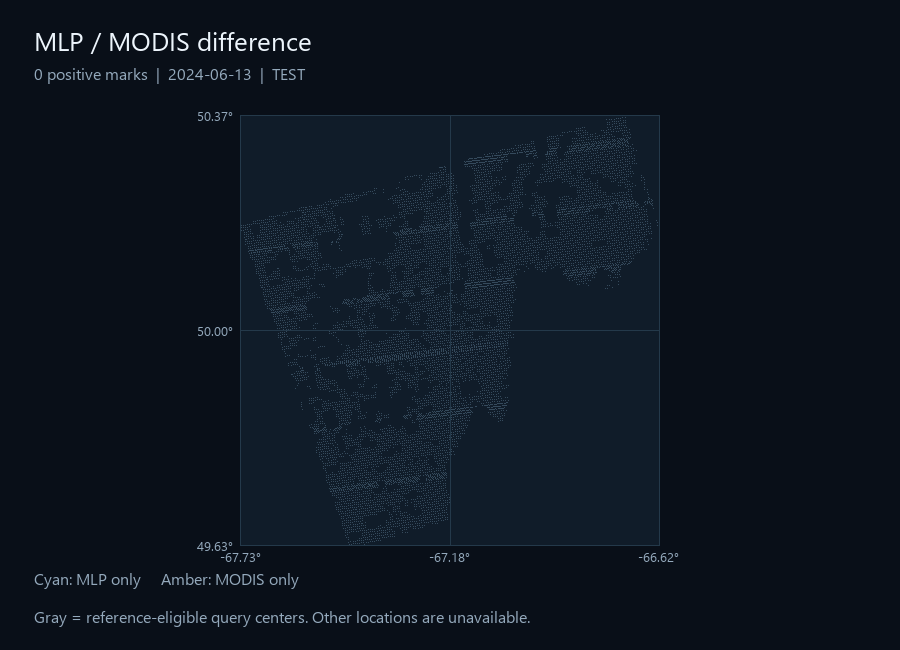 MLP / MODIS difference
0 positive marks | 2024-06-13 | TEST
50.37°
50.00°
49.63°
-67.73° -67.18° -66.62°
Cyan: MLP only Amber: MODIS only
Gray = reference-eligible query centers. Other locations are unavailable.